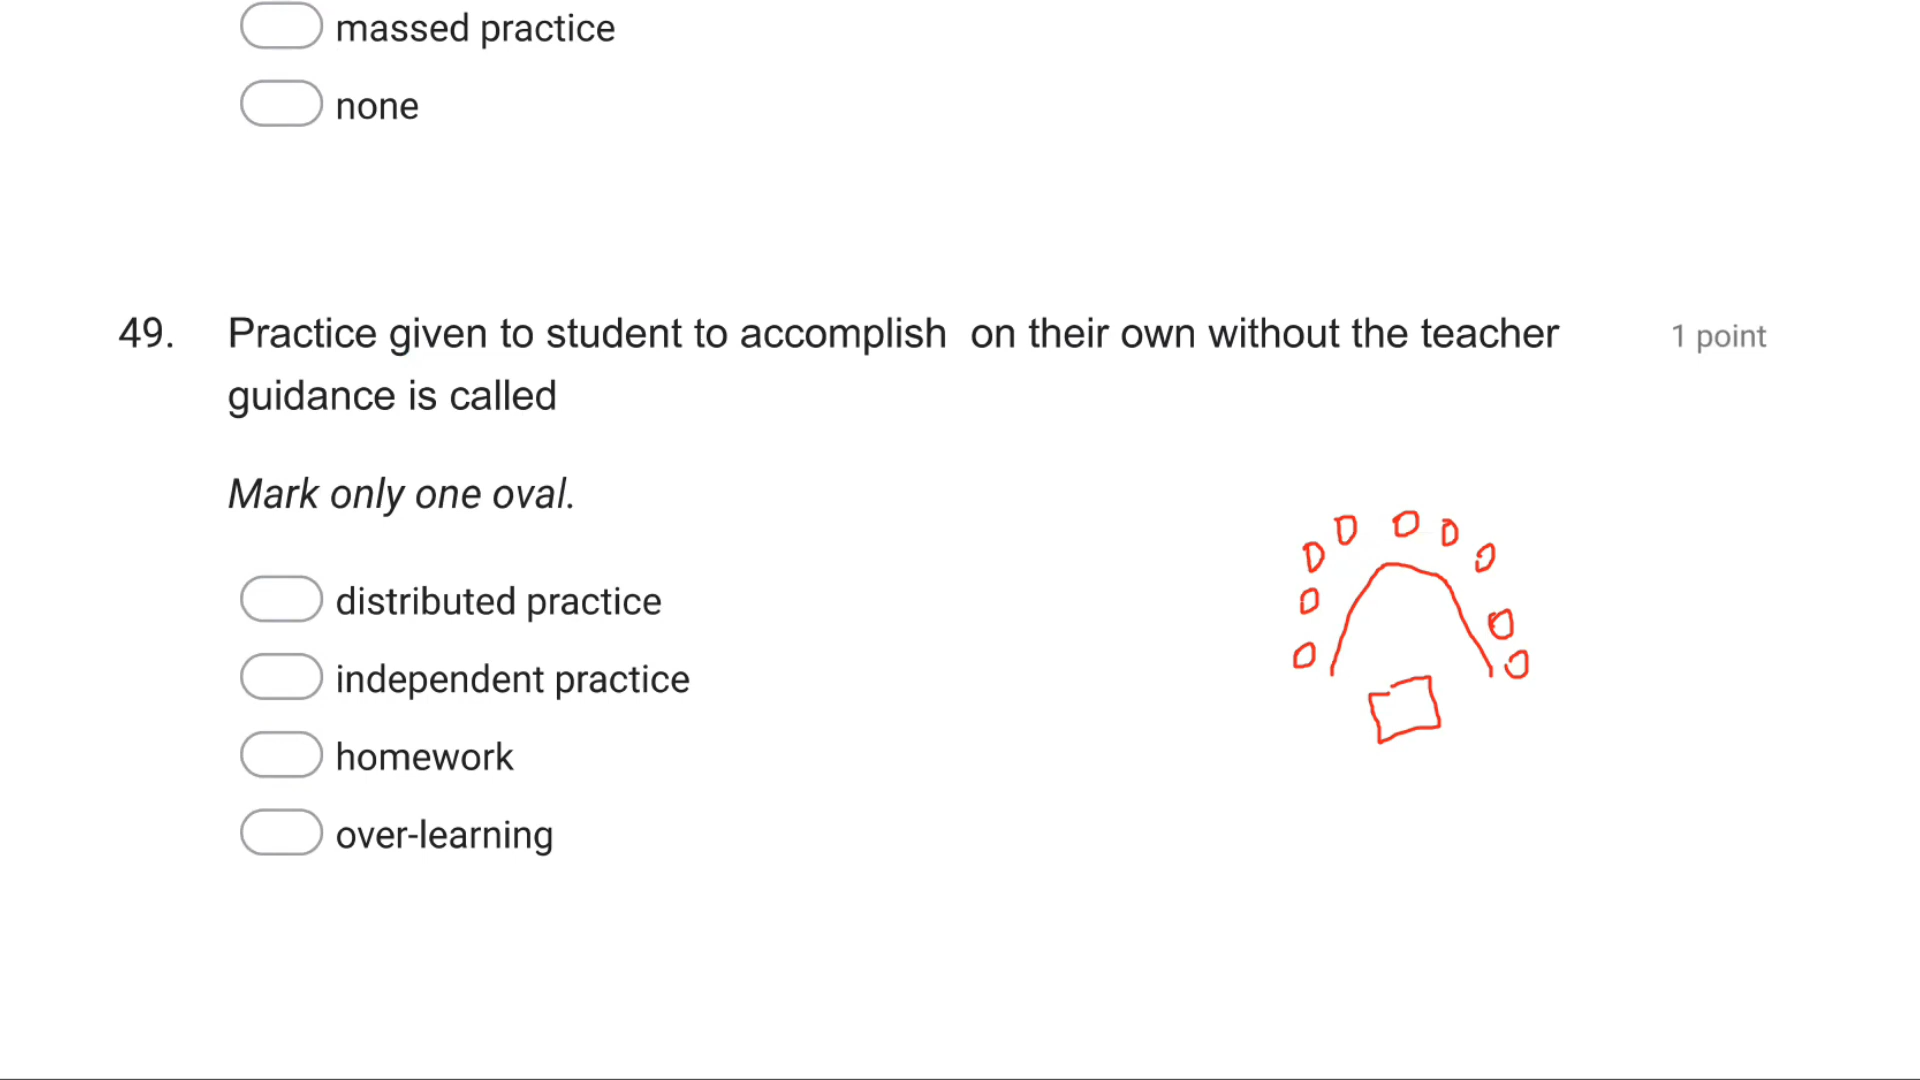 massed practice
none
49. Practice given to student to accomplish  on their own without the teacher 1 point
guidance is called
Mark only one oval.
distributed practice
independent practice
homework
over-learning